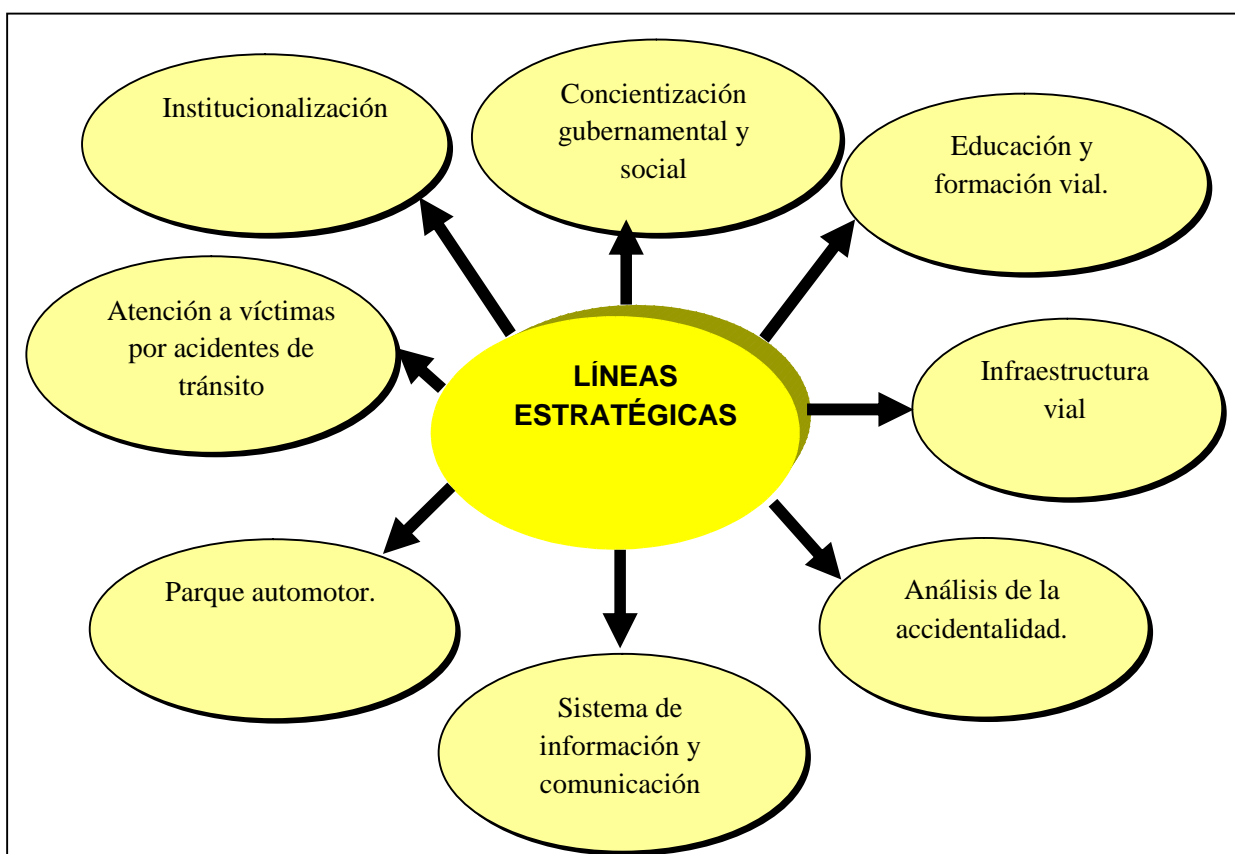 Institucionalización
Concientización
gubernamental y
social
Educación y
formación vial.
Atención a víctimas
por acidentes de
tránsito
LÍNEAS
ESTRATÉGICAS
Infraestructura
vial
Parque automotor.
Análisis de la
accidentalidad.
Sistema de
información y
comunicación